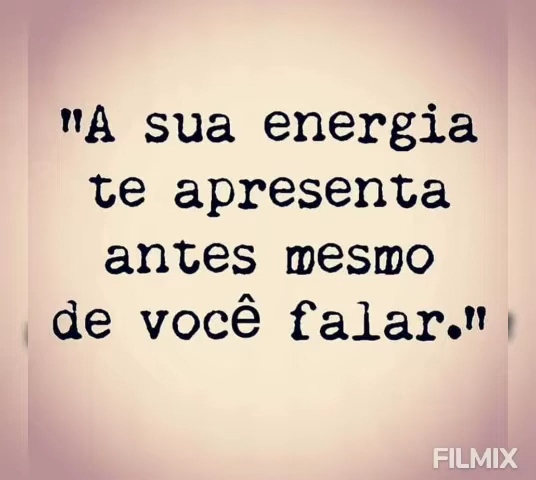 "A sua energia
te apresenta
antes mesmo
de você falar."
FILMIX